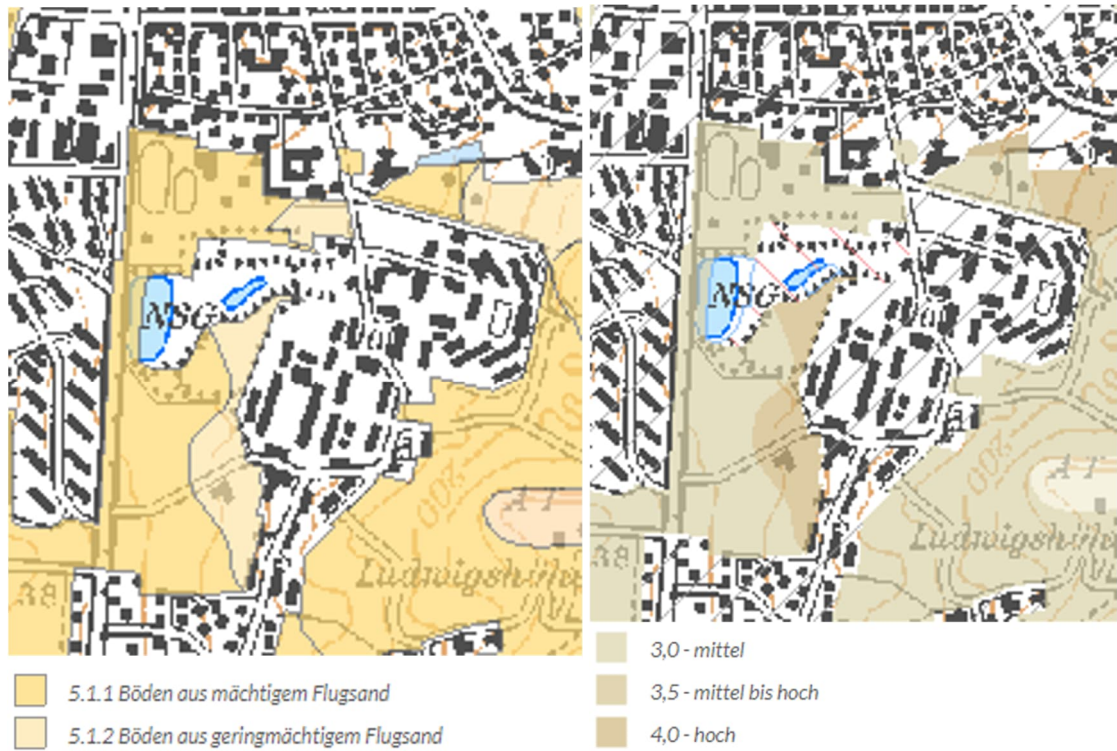 NSG
NSG
Ludwigshöhe
38
Ludwigshöhe
38
5.1.1 Böden aus mächtigem Flugsand
5.1.2 Böden aus geringmächtigem Flugsand
3,0 - mittel
3,5 - mittel bis hoch
4,0 - hoch